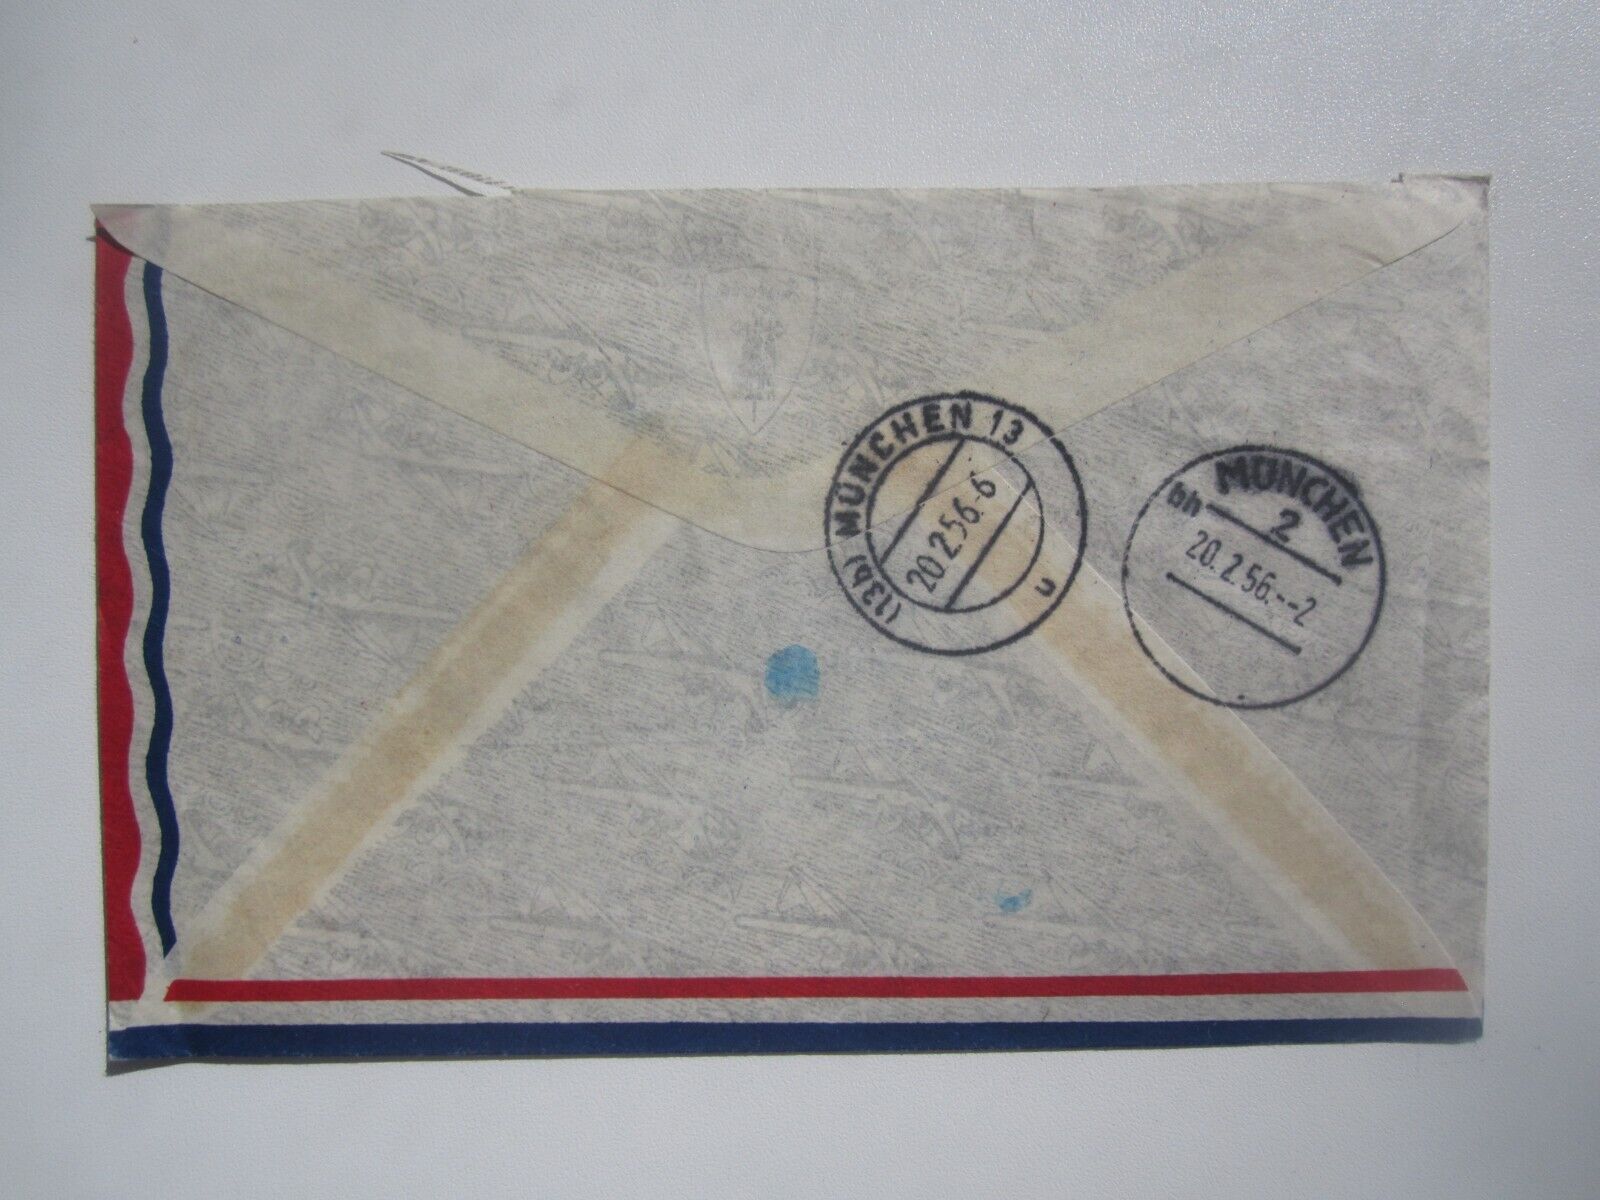 (13b) MÜNCHEN 13
20.2.56.-6
u
MÜNCHEN
bh 2
20.2.56.--2